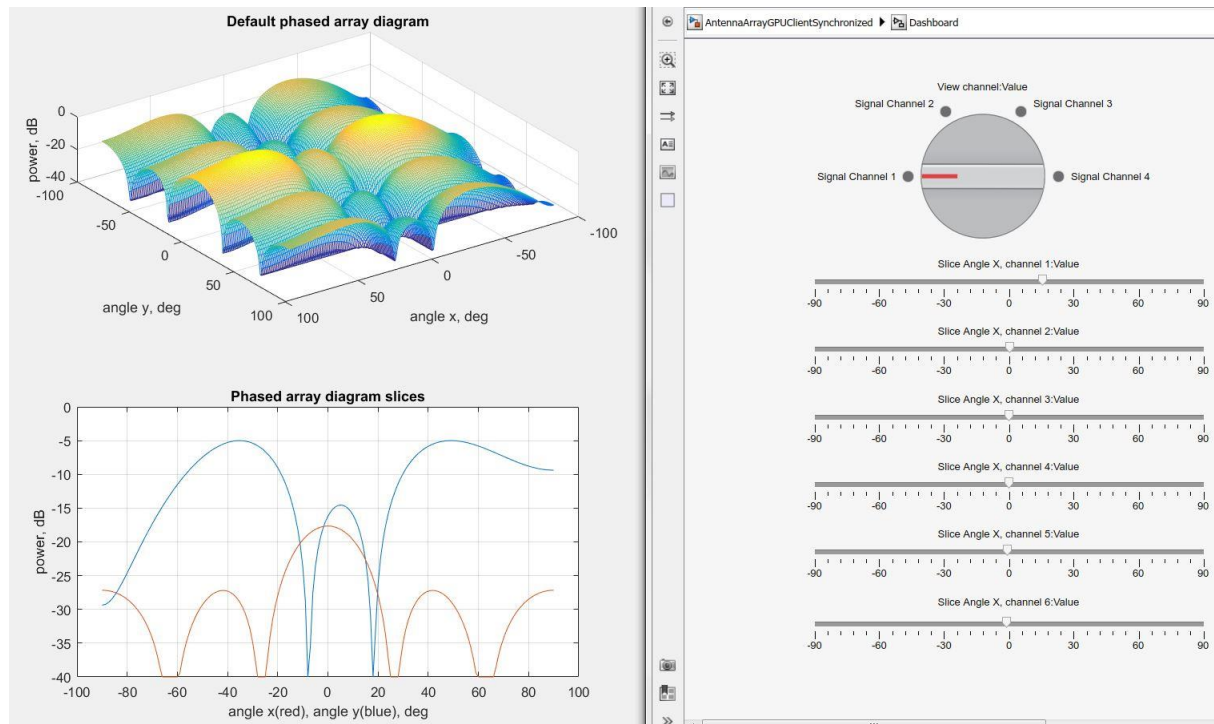 Default phased array diagram
power, dB
0
-20
-40
-100
-50
0
50
100
angle y, deg
100
50
0
-50
-100
angle x, deg
Phased array diagram slices
power, dB
0
-5
-10
-15
-20
-25
-30
-35
-40
-100 -80 -60 -40 -20 0 20 40 60 80 100
angle x(red), angle y(blue), deg
AntennaArrayGPUClientSynchronized Dashboard
View channel:Value
Signal Channel 2 Signal Channel 3
Signal Channel 1 Signal Channel 4
Slice Angle X, channel 1:Value
-90 -60 -30 0 30 60 90
Slice Angle X, channel 2:Value
-90 -60 -30 0 30 60 90
Slice Angle X, channel 3:Value
-90 -60 -30 0 30 60 90
Slice Angle X, channel 4:Value
-90 -60 -30 0 30 60 90
Slice Angle X, channel 5:Value
-90 -60 -30 0 30 60 90
Slice Angle X, channel 6:Value
-90 -60 -30 0 30 60 90